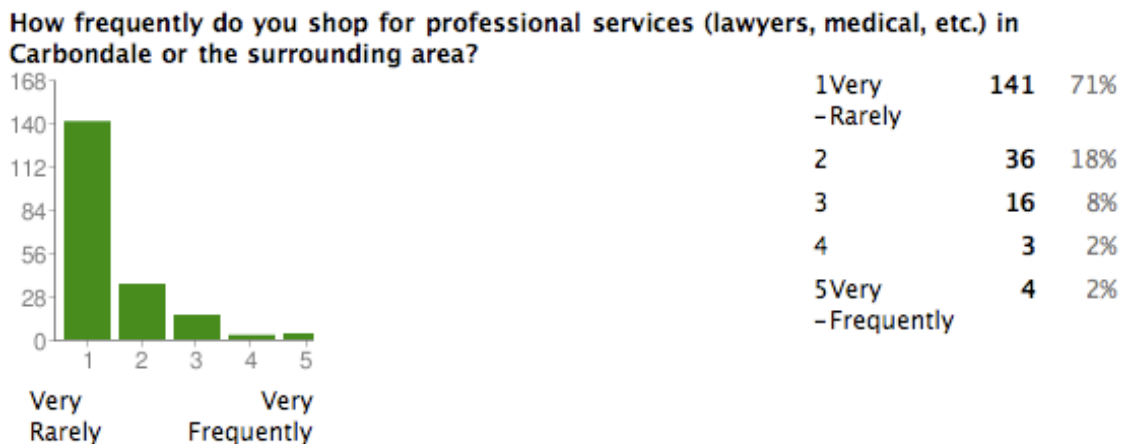 How frequently do you shop for professional services (lawyers, medical, etc.) in
Carbondale or the surrounding area?
168
140
112
84
56
28
0
1 2 3 4 5
Very Very
Rarely Frequently
1Very 141 71%
-Rarely
2 36 18%
3 16 8%
4 3 2%
5Very 4 2%
-Frequently